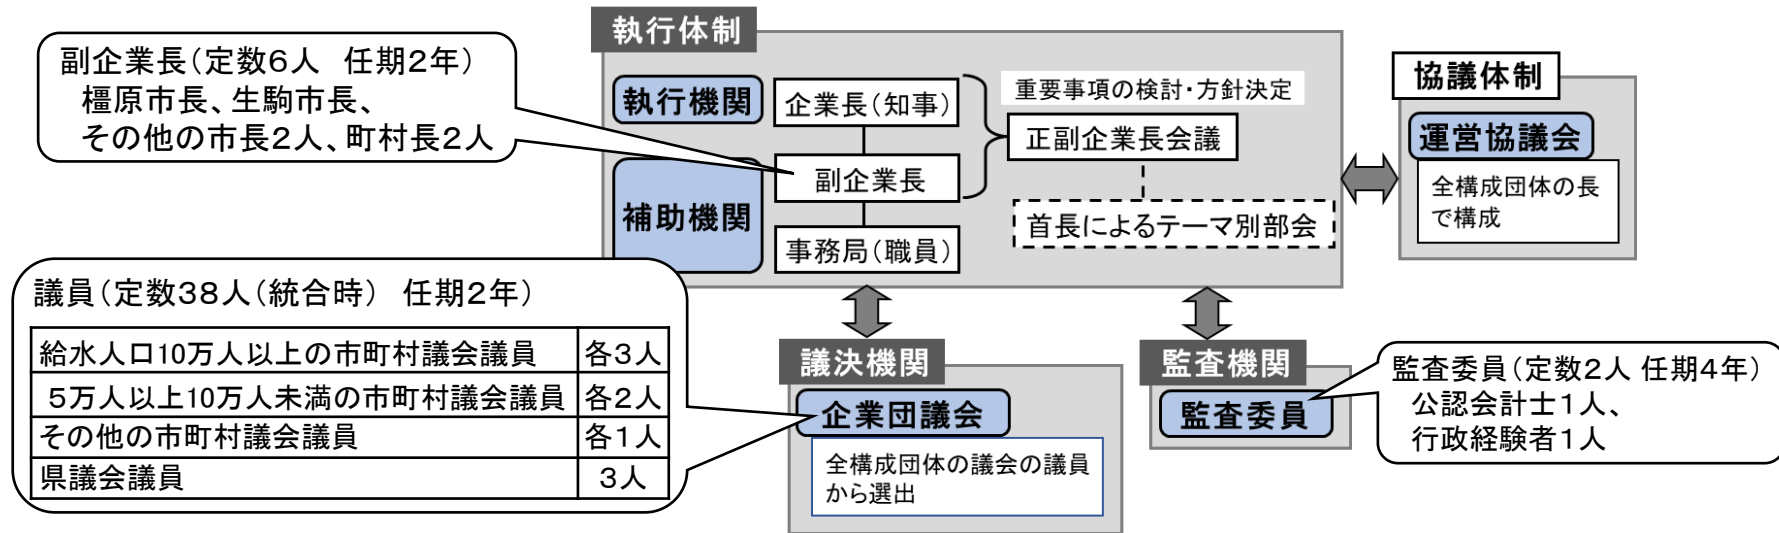 執行体制
副企業長(定数6人 任期2年)
橿原市長、生駒市長、
その他の市長2人、町村長2人
執行機関
企業長(知事)
重要事項の検討・方針決定
正副企業長会議
副企業長
補助機関
首長によるテーマ別部会
事務局(職員)
協議体制
運営協議会
全構成団体の長
で構成
議員(定数38人(統合時) 任期2年)
給水人口10万人以上の市町村議会議員 各3人
5万人以上10万人未満の市町村議会議員 各2人
その他の市町村議会議員 各1人
県議会議員 3人
議決機関
企業団議会
全構成団体の議会の議員
から選出
監査機関
監査委員
監査委員(定数2人 任期4年)
公認会計士1人、
行政経験者1人